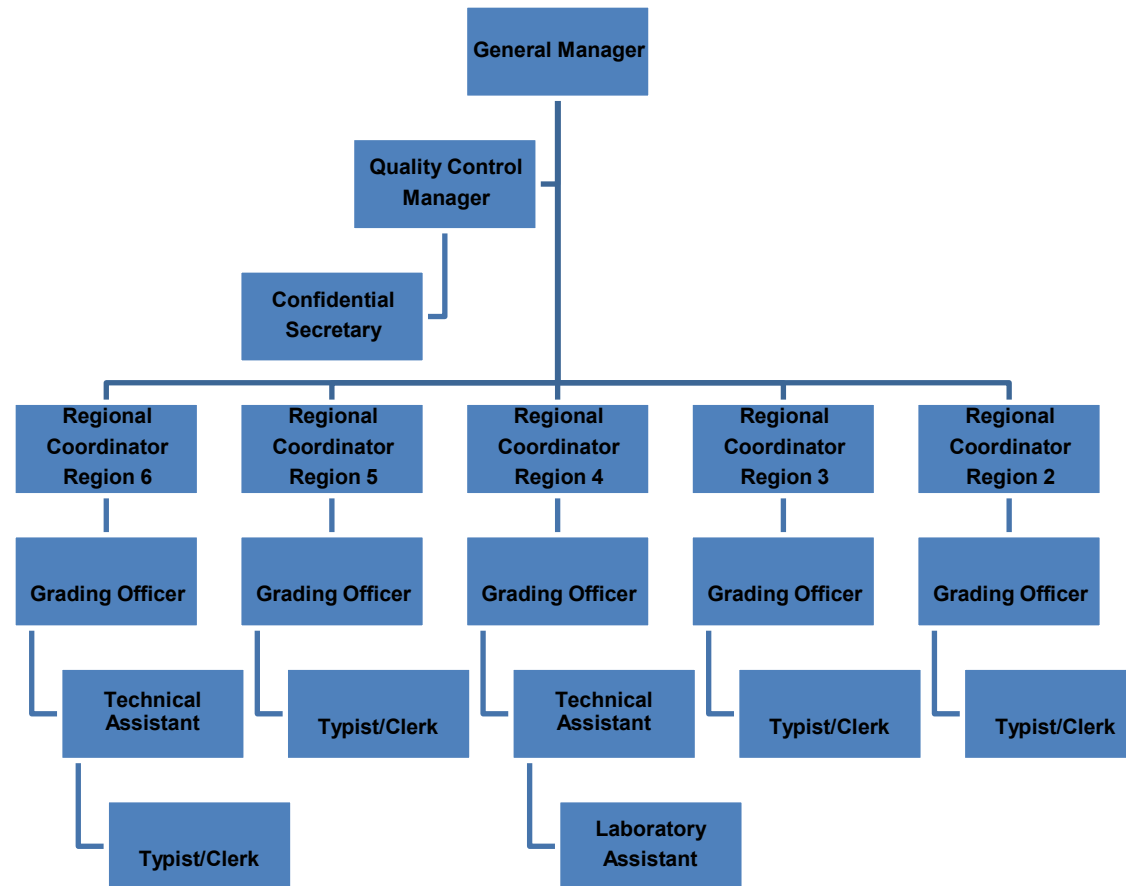 General Manager
Quality Control
Manager
Confidential
Secretary
Regional
Coordinator
Region 6
Regional
Coordinator
Region 5
Regional
Coordinator
Region 4
Regional
Coordinator
Region 3
Regional
Coordinator
Region 2
Grading Officer
Grading Officer
Grading Officer
Grading Officer
Grading Officer
Technical
Assistant
Typist/Clerk
Technical
Assistant
Typist/Clerk
Typist/Clerk
Typist/Clerk
Laboratory
Assistant